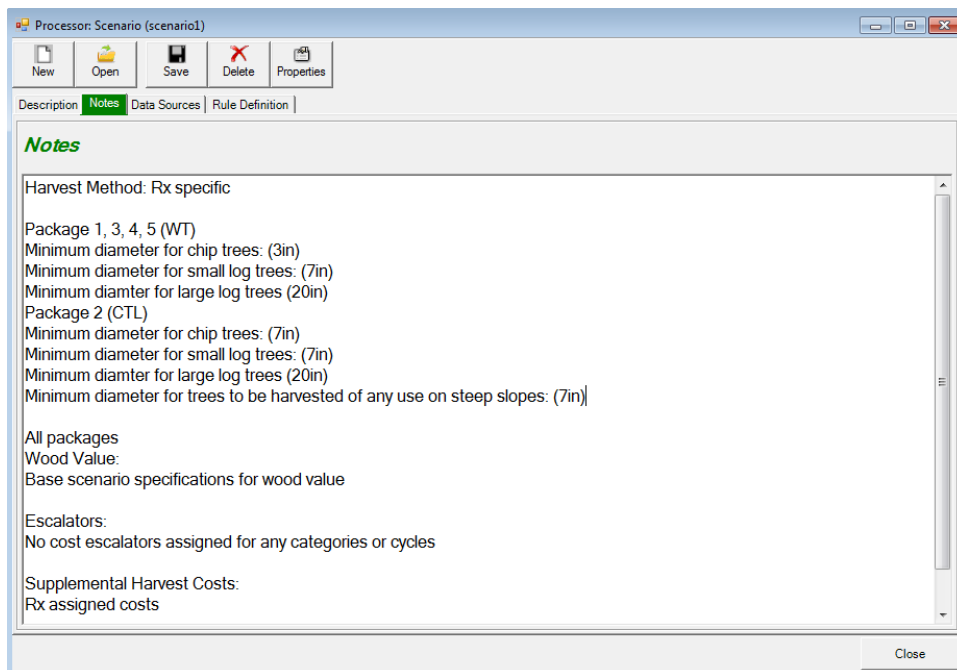 Processor: Scenario (scenario1)
New Open Save Delete Properties
Description Notes Data Sources Rule Definition
Notes
Harvest Method: Rx specific
Package 1, 3, 4, 5 (WT)
Minimum diameter for chip trees: (3in)
Minimum diameter for small log trees: (7in)
Minimum diamter for large log trees (20in)
Package 2 (CTL)
Minimum diameter for chip trees: (7in)
Minimum diameter for small log trees: (7in)
Minimum diamter for large log trees (20in)
Minimum diameter for trees to be harvested of any use on steep slopes: (7in)
All packages
Wood Value:
Base scenario specifications for wood value
Escalators:
No cost escalators assigned for any categories or cycles
Supplemental Harvest Costs:
Rx assigned costs
Close